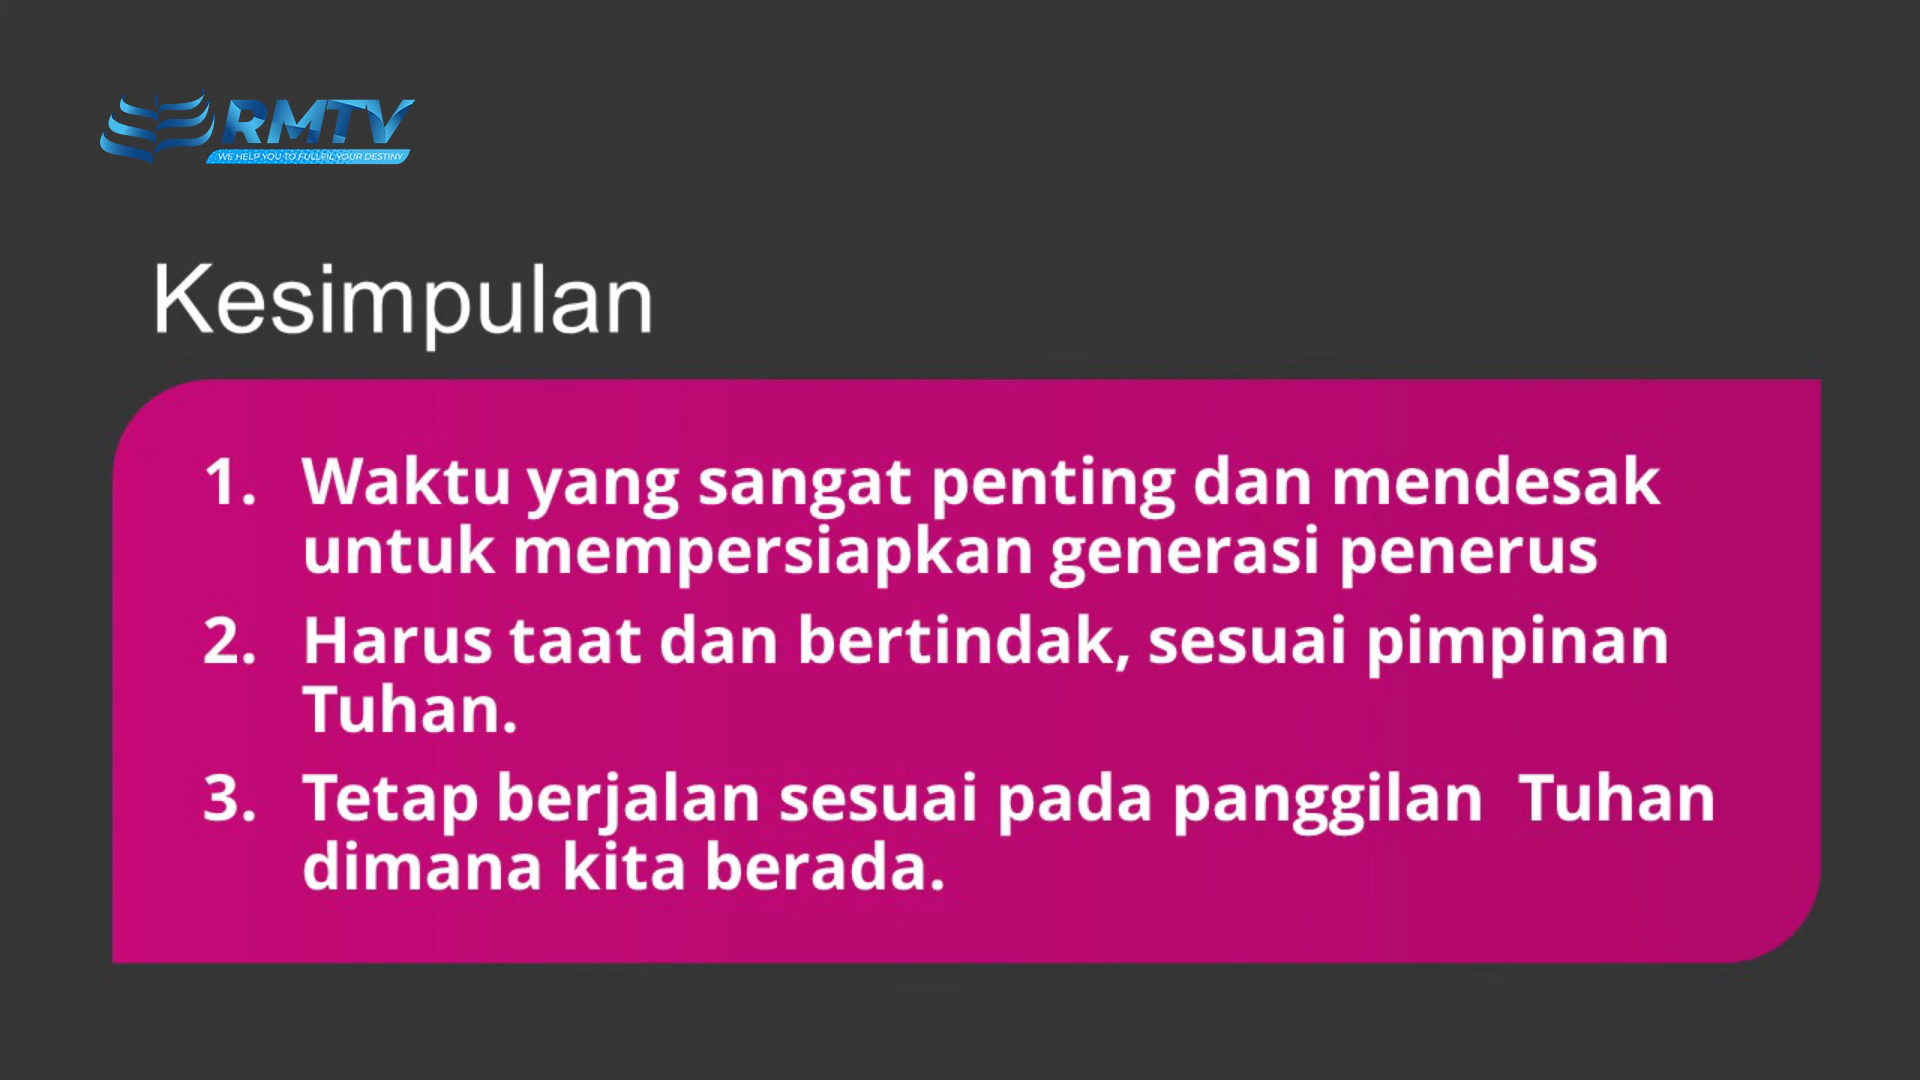 RMTV
WE HELP YOU TO FULLFIL YOUR DESTINY
Kesimpulan
1. Waktu yang sangat penting dan mendesak
untuk mempersiapkan generasi penerus
2. Harus taat dan bertindak, sesuai pimpinan
Tuhan.
3. Tetap berjalan sesuai pada panggilan  Tuhan
dimana kita berada.